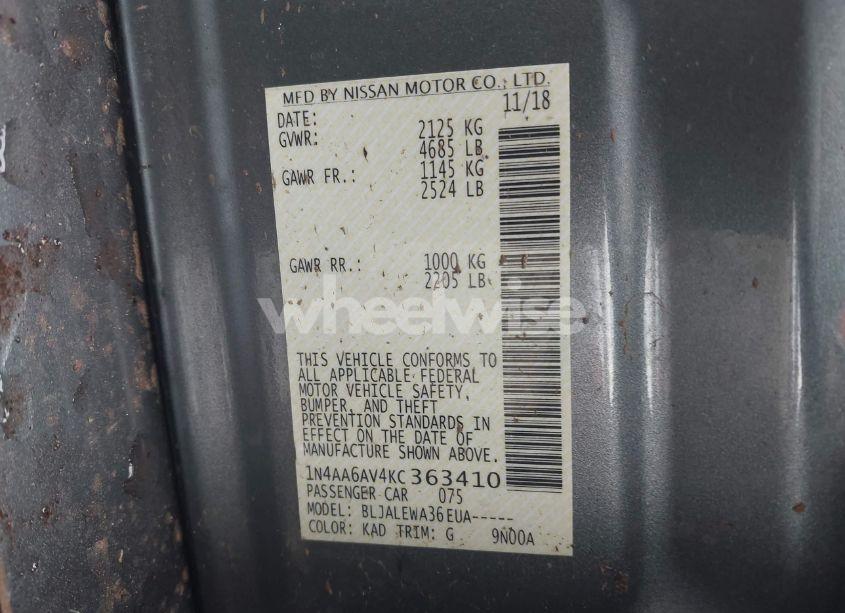 MFD BY NISSAN MOTOR CO., LTD.
DATE: 11/18
GVWR: 2125 KG
4685 LB
GAWR FR.: 1145 KG
2524 LB
GAWR RR.: 1000 KG
2205 LB
wheelwise
THIS VEHICLE CONFORMS TO
ALL APPLICABLE FEDERAL
MOTOR VEHICLE SAFETY,
BUMPER, AND THEFT
PREVENTION STANDARDS IN
EFFECT ON THE DATE OF
MANUFACTURE SHOWN ABOVE.
1N4AA6AV4KC363410
PASSENGER CAR 075
MODEL: BLJALEWA36EUA-----
COLOR: KAD TRIM: G 9N00A